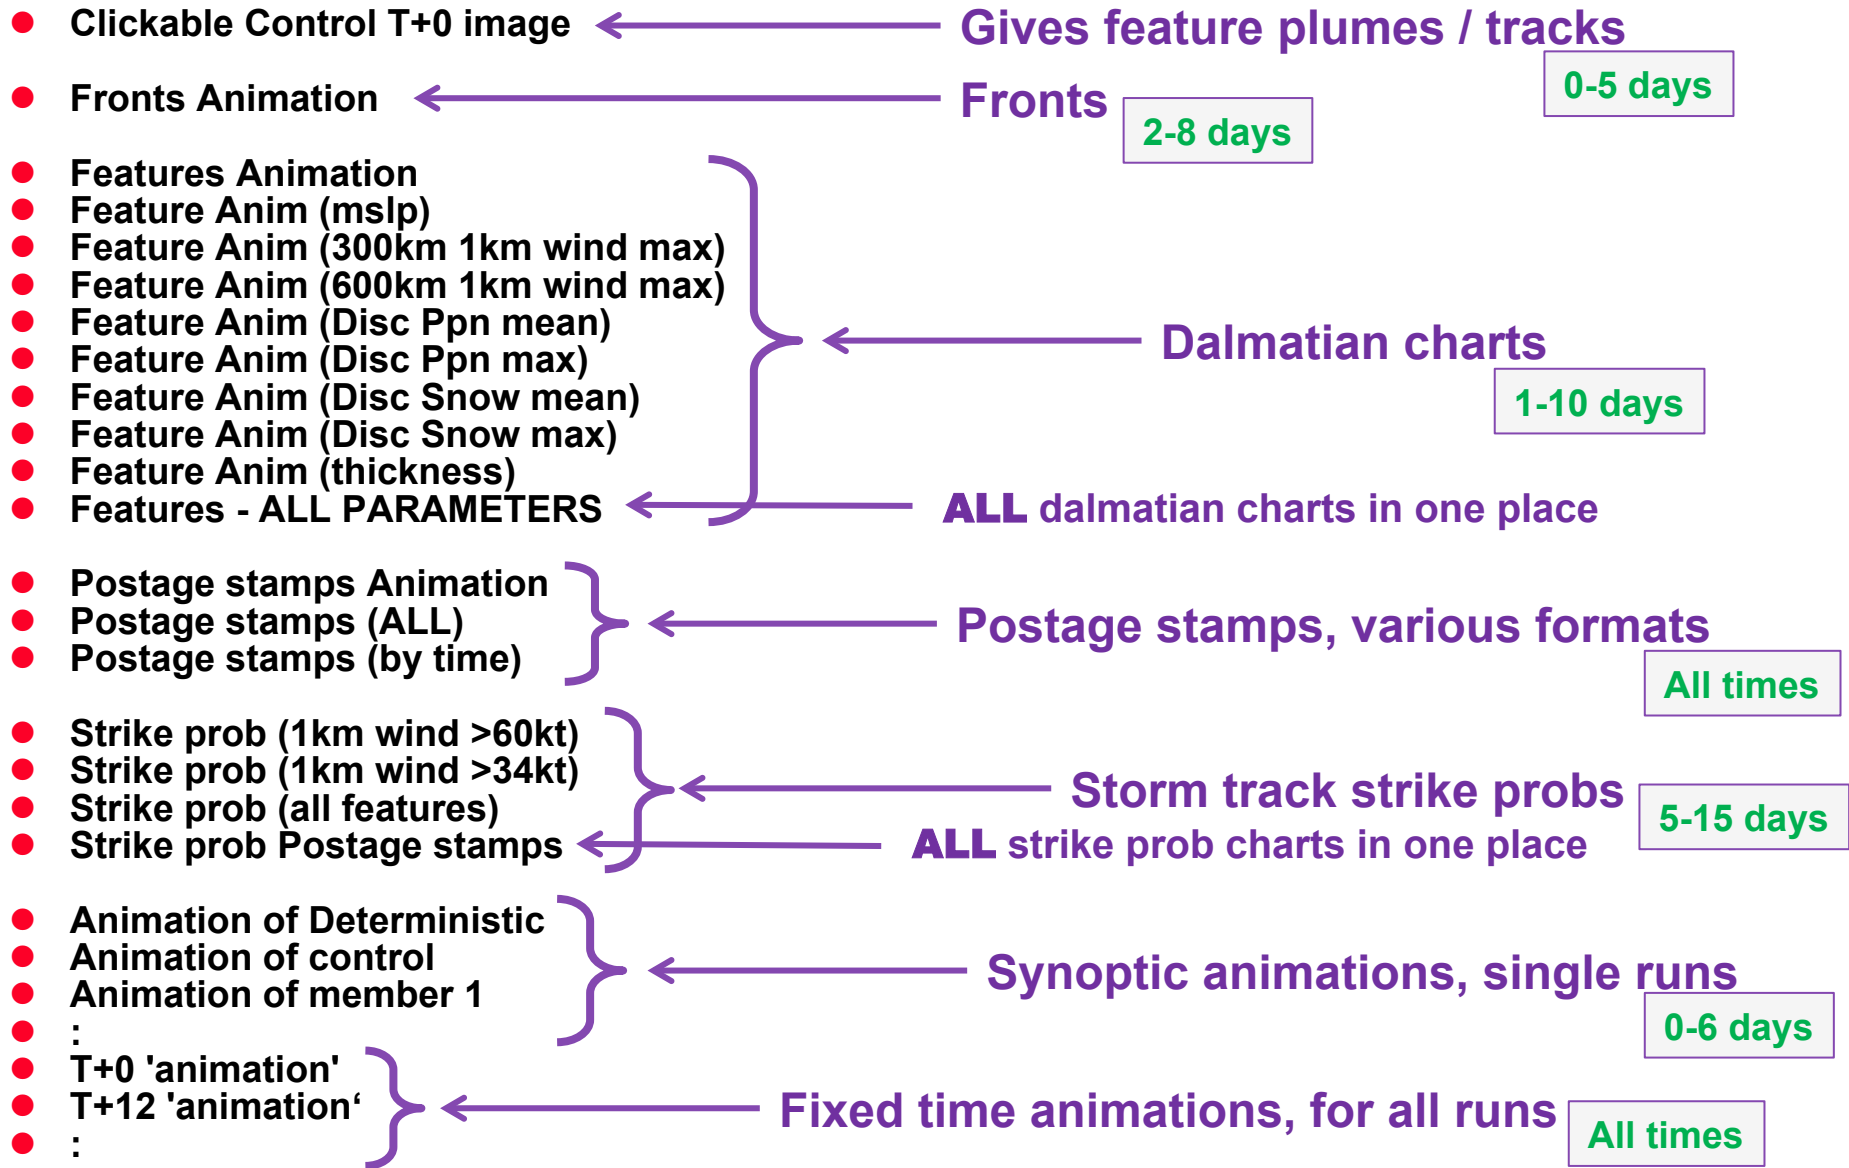 Clickable Control T+0 image
Gives feature plumes / tracks
0-5 days
Fronts Animation
Fronts
2-8 days
Features Animation
Feature Anim (mslp)
Feature Anim (300km 1km wind max)
Feature Anim (600km 1km wind max)
Feature Anim (Disc Ppn mean)
Feature Anim (Disc Ppn max)
Feature Anim (Disc Snow mean)
Feature Anim (Disc Snow max)
Feature Anim (thickness)
Features - ALL PARAMETERS
Dalmatian charts
1-10 days
ALL dalmatian charts in one place
Postage stamps Animation
Postage stamps (ALL)
Postage stamps (by time)
Postage stamps, various formats
All times
Strike prob (1km wind >60kt)
Strike prob (1km wind >34kt)
Strike prob (all features)
Strike prob Postage stamps
Storm track strike probs
5-15 days
ALL strike prob charts in one place
Animation of Deterministic
Animation of control
Animation of member 1
:
Synoptic animations, single runs
0-6 days
T+0 'animation'
T+12 'animation‘
:
Fixed time animations, for all runs
All times